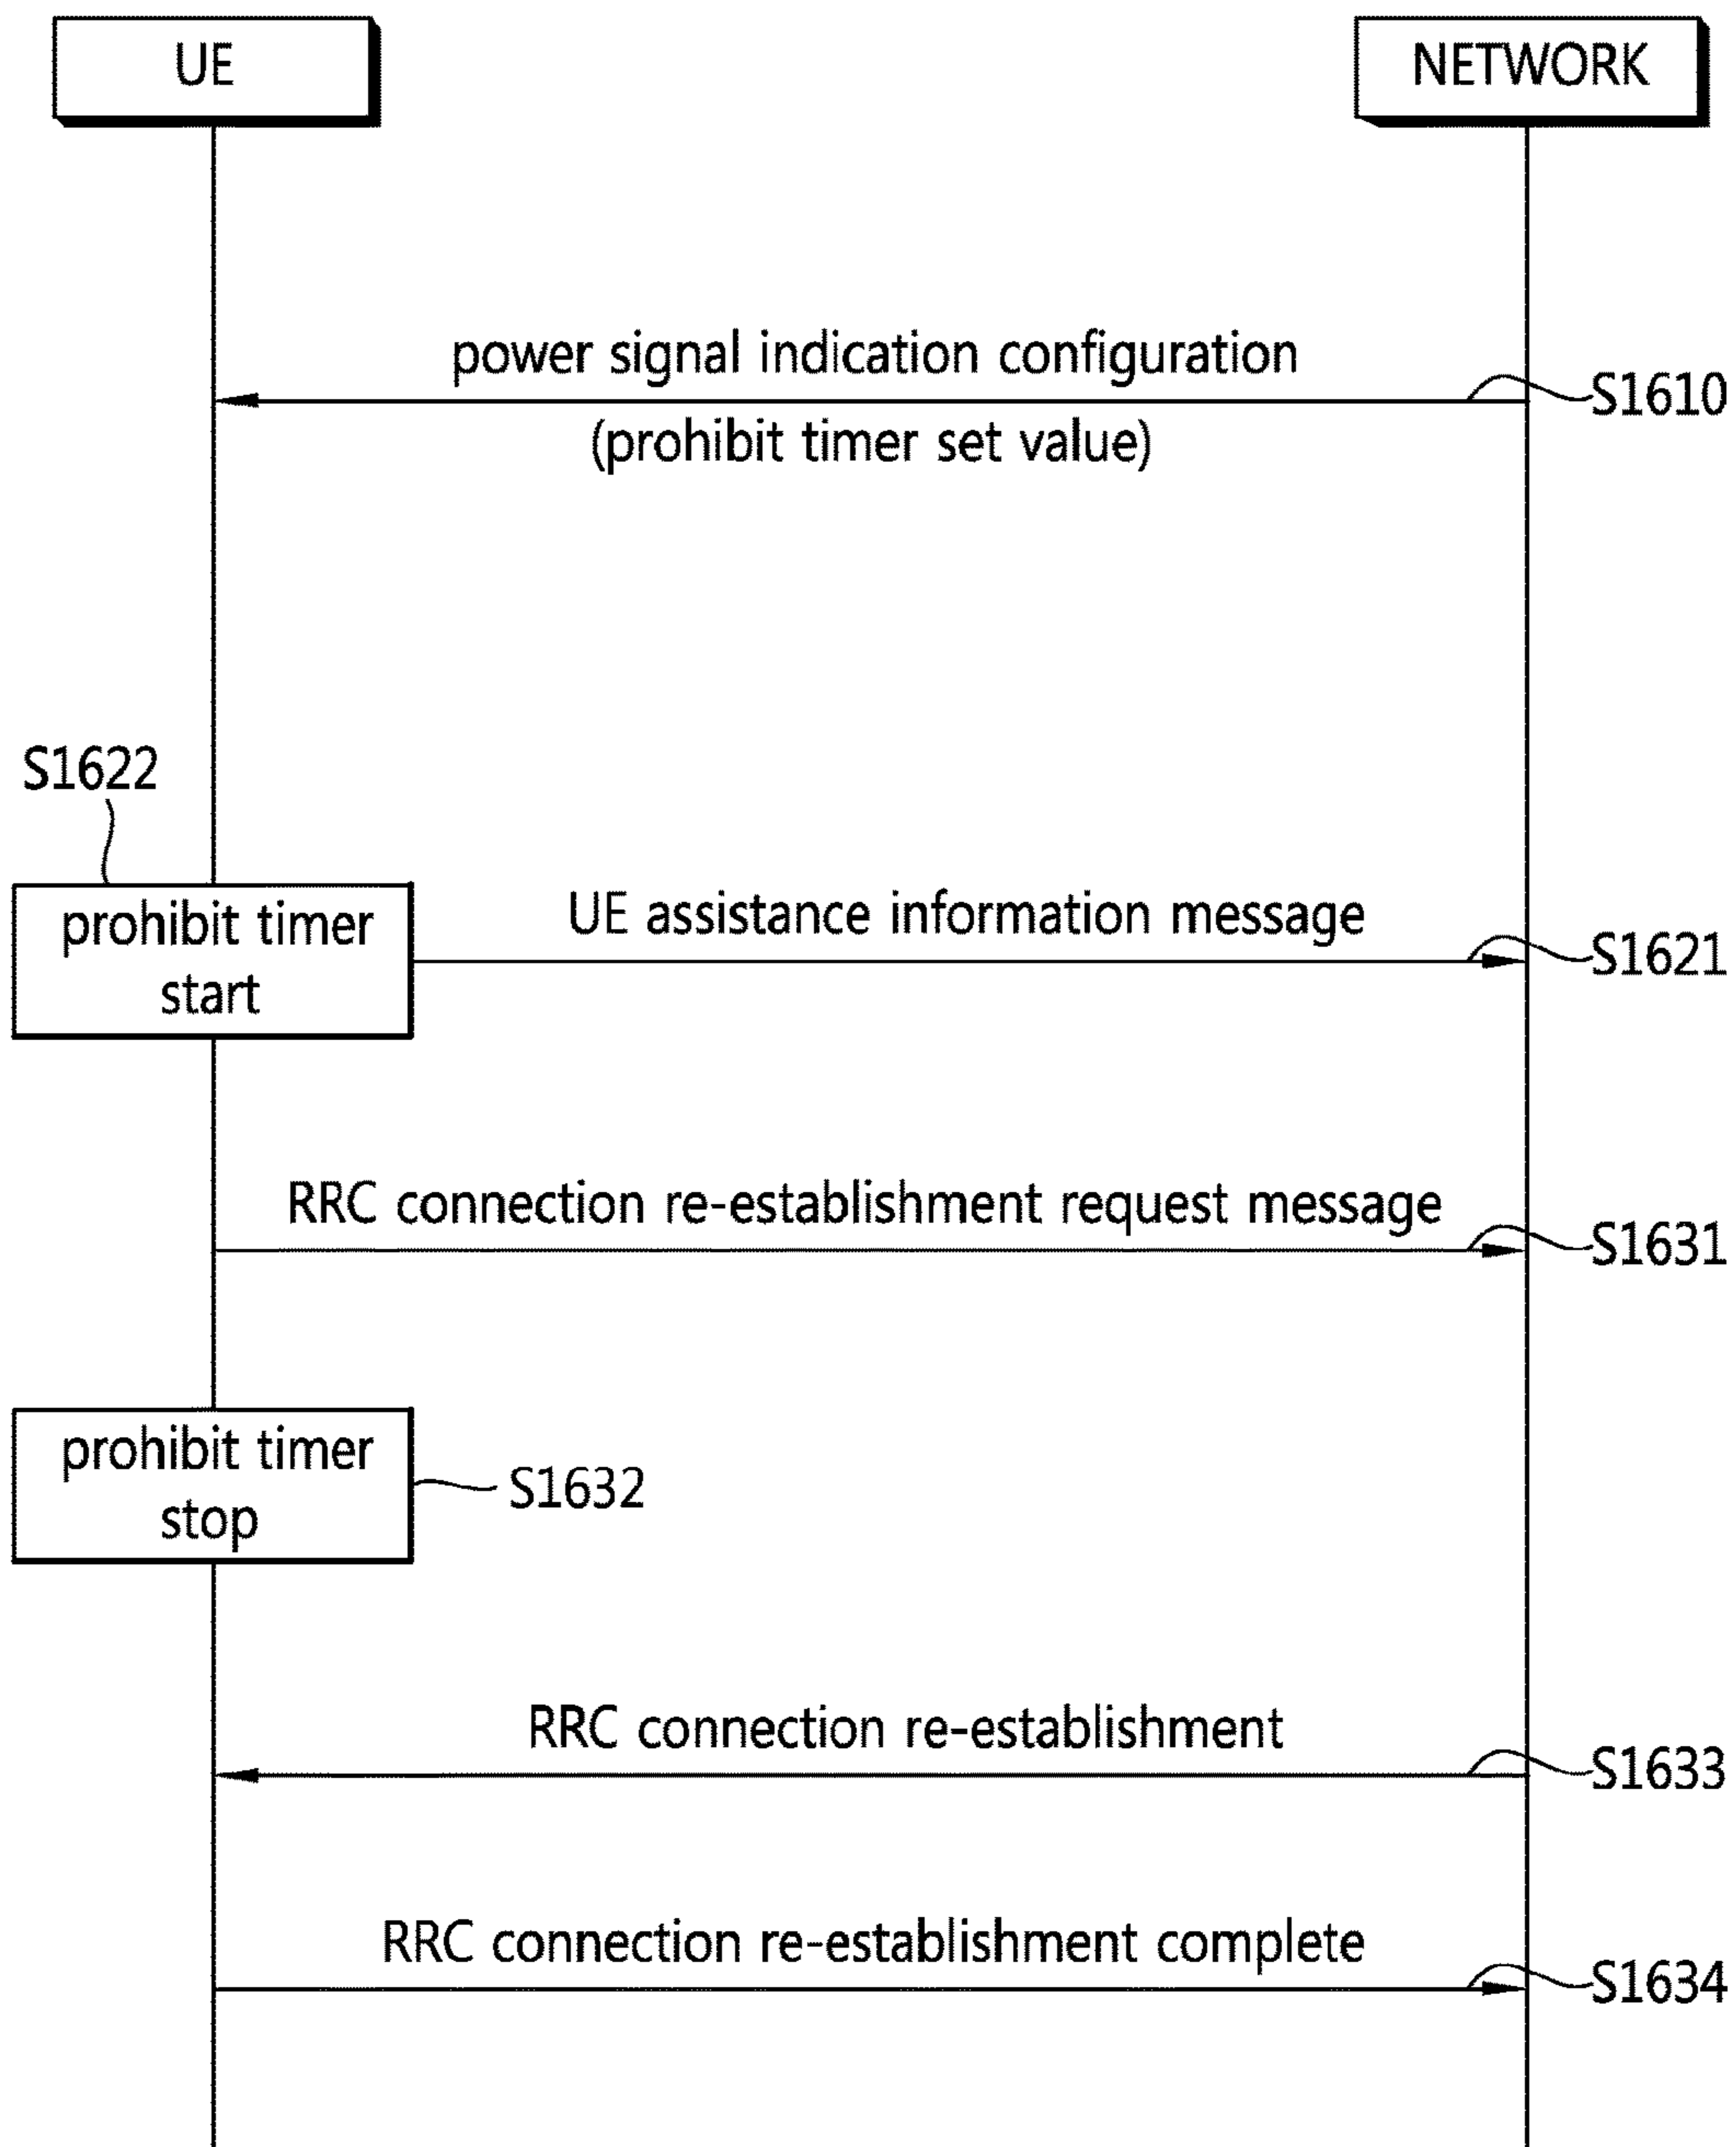 UE
NETWORK
power signal indication configuration
S1610
(prohibit timer set value)
S1622
prohibit timer
start
UE assistance information message
S1621
RRC connection re-establishment request message
S1631
prohibit timer
stop
S1632
RRC connection re-establishment
S1633
RRC connection re-establishment complete
S1634